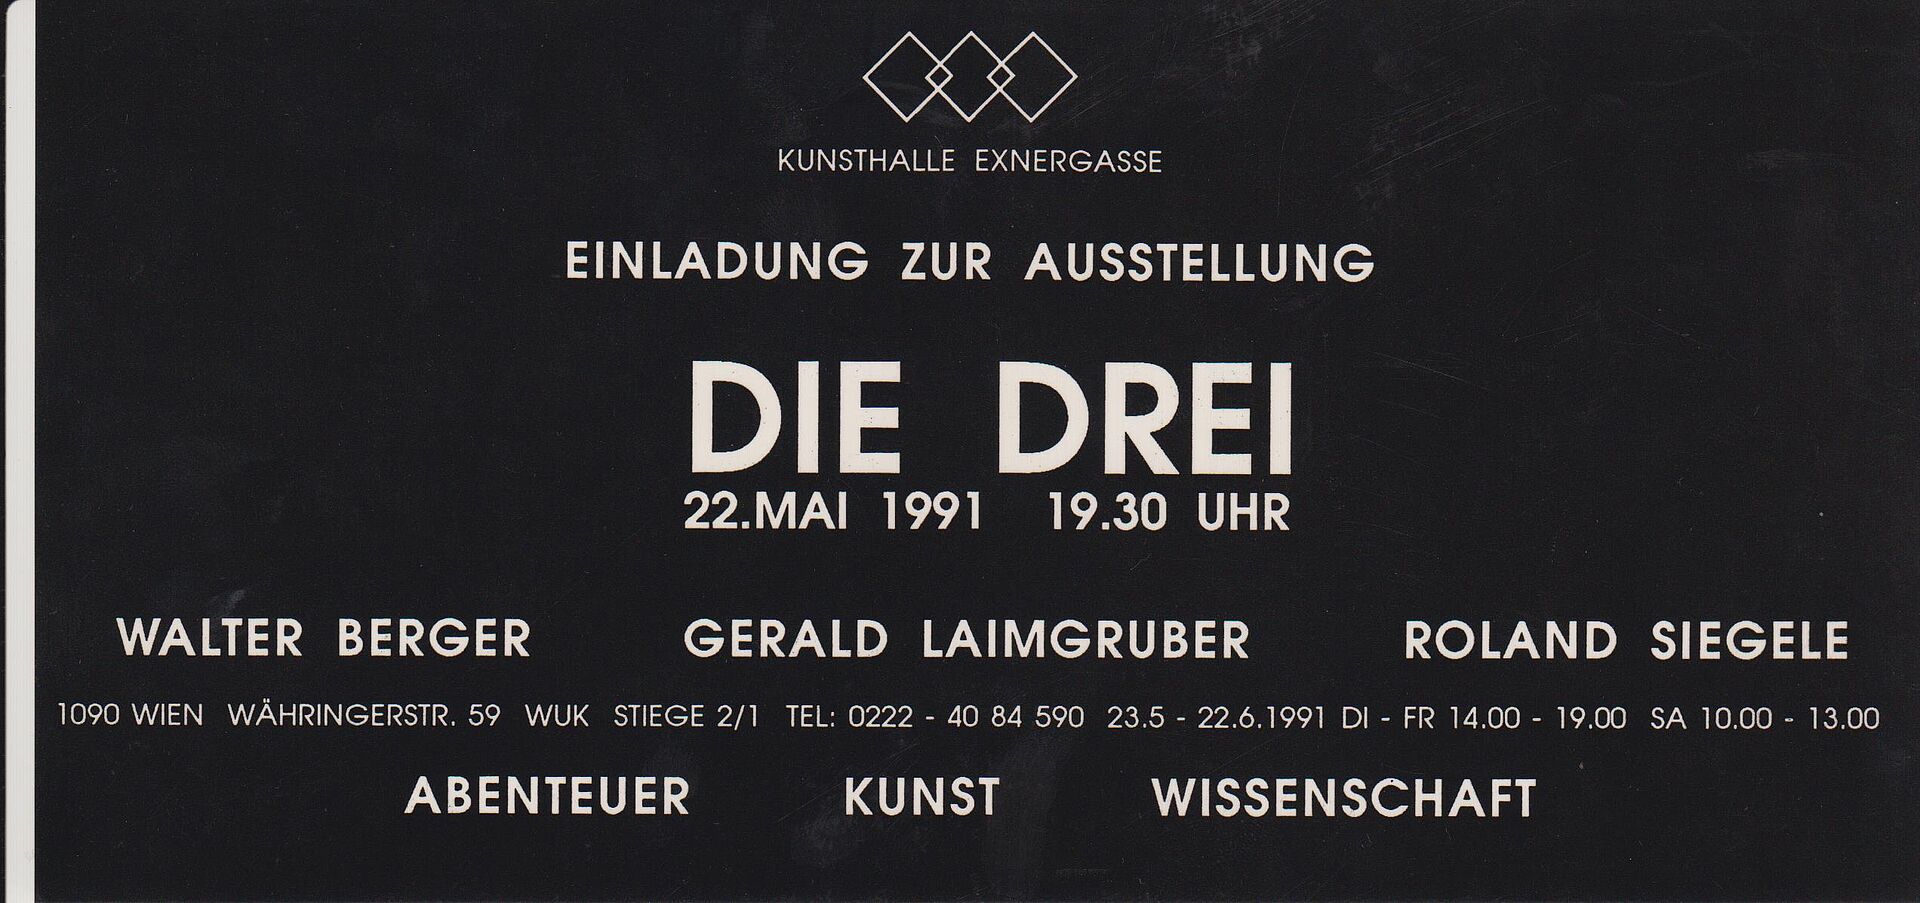 KUNSTHALLE EXNERGASSE
EINLADUNG ZUR AUSSTELLUNG
DIE DREI
22.MAI 1991 19.30 UHR
WALTER BERGER GERALD LAIMGRUBER ROLAND SIEGELE
1090 WIEN WÄHRINGERSTR. 59 WUK STIEGE 2/1 TEL: 0222 - 40 84 590 23.5 - 22.6.1991 DI - FR 14.00 - 19.00 SA 10.00 - 13.00
ABENTEUER KUNST WISSENSCHAFT